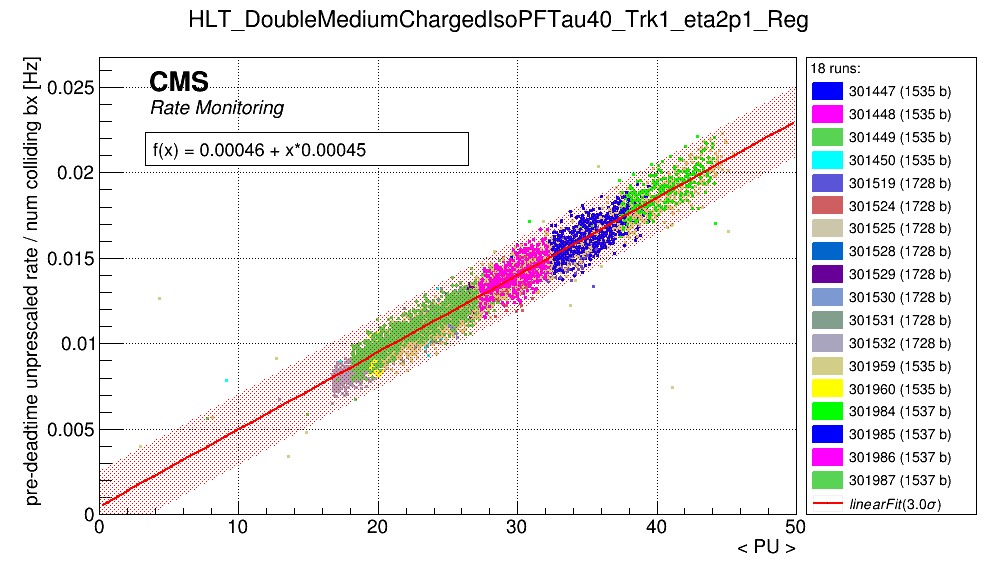 HLT_DoubleMediumChargedIsoPFTau40_Trk1_eta2p1_Reg
pre-deadtime unprescaled rate / num colliding bx [Hz]
CMS
Rate Monitoring
f(x) = 0.00046 + x*0.00045
0.025
0.02
0.015
0.01
0.005
0
0 10 20 30 40 50
< PU >
18 runs:
301447 (1535 b)
301448 (1535 b)
301449 (1535 b)
301450 (1535 b)
301519 (1728 b)
301524 (1728 b)
301525 (1728 b)
301528 (1728 b)
301529 (1728 b)
301530 (1728 b)
301531 (1728 b)
301532 (1728 b)
301959 (1535 b)
301960 (1535 b)
301984 (1537 b)
301985 (1537 b)
301986 (1537 b)
301987 (1537 b)
linearFit(3.0σ)